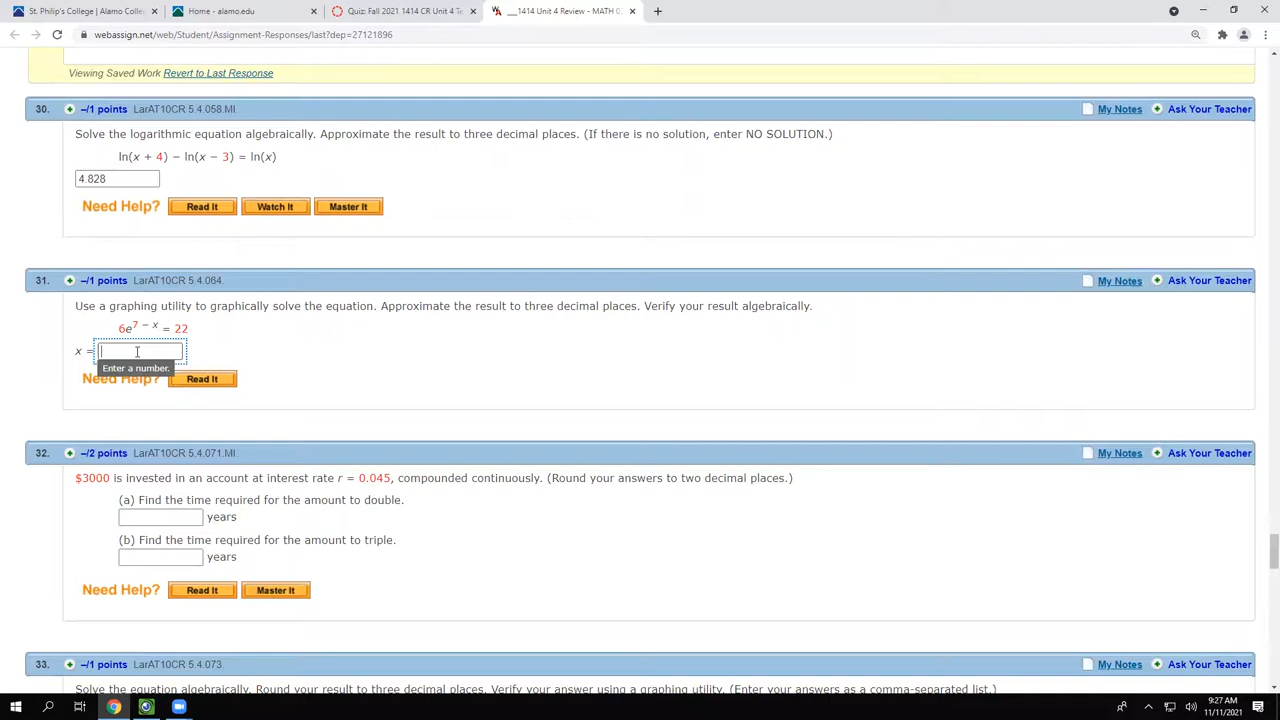 St. Philip's College | Alamo Colle
Home - alamo.edu
Quiz: Fall 2021 1414 CR Unit 4 Te
__1414 Unit 4 Review - MATH 0
webassign.net/web/Student/Assignment-Responses/last?dep=27121896
Viewing Saved Work Revert to Last Response
30. –/1 points LarAT10CR 5.4.058.MI. My Notes Ask Your Teacher
Solve the logarithmic equation algebraically. Approximate the result to three decimal places. (If there is no solution, enter NO SOLUTION.)
ln(x + 4) − ln(x − 3) = ln(x)
4.828
Need Help? Read It Watch It Master It
31. –/1 points LarAT10CR 5.4.064. My Notes Ask Your Teacher
Use a graphing utility to graphically solve the equation. Approximate the result to three decimal places. Verify your result algebraically.
6e^7 − x = 22
x =
Enter a number.
Need Help? Read It
32. –/2 points LarAT10CR 5.4.071.MI. My Notes Ask Your Teacher
$3000 is invested in an account at interest rate r = 0.045, compounded continuously. (Round your answers to two decimal places.)
(a) Find the time required for the amount to double.
years
(b) Find the time required for the amount to triple.
years
Need Help? Read It Master It
33. –/1 points LarAT10CR 5.4.073. My Notes Ask Your Teacher
Solve the equation algebraically. Round your result to three decimal places. Verify your answer using a graphing utility. (Enter your answers as a comma-separated list.)
9:27 AM
11/11/2021